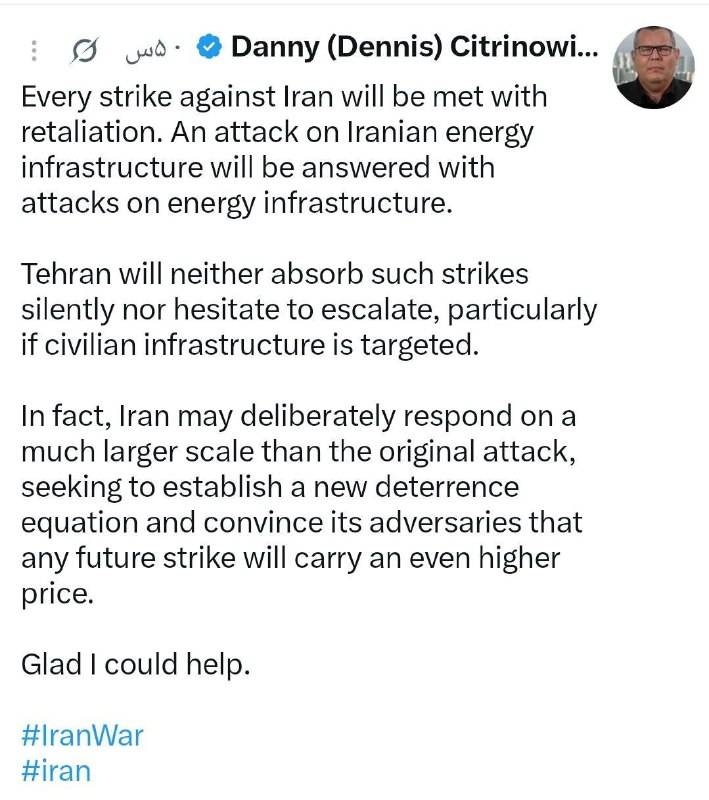 Danny (Dennis) Citrinowi... · ۵س
Every strike against Iran will be met with
retaliation. An attack on Iranian energy
infrastructure will be answered with
attacks on energy infrastructure.
Tehran will neither absorb such strikes
silently nor hesitate to escalate, particularly
if civilian infrastructure is targeted.
In fact, Iran may deliberately respond on a
much larger scale than the original attack,
seeking to establish a new deterrence
equation and convince its adversaries that
any future strike will carry an even higher
price.
Glad I could help.
#IranWar
#iran